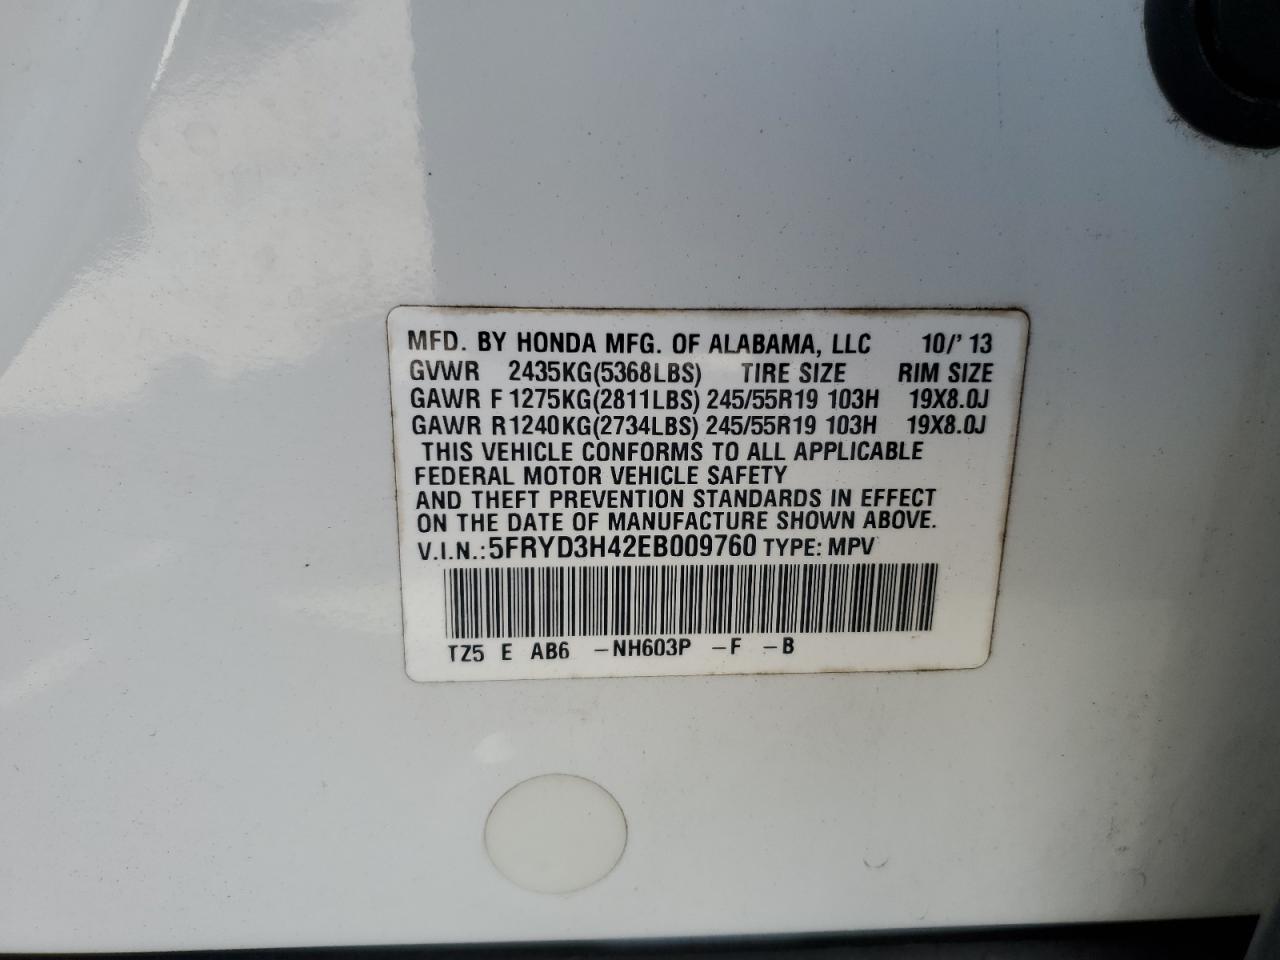 MFD. BY HONDA MFG. OF ALABAMA, LLC 10/'13
GVWR 2435KG(5368LBS) TIRE SIZE RIM SIZE
GAWR F 1275KG(2811LBS) 245/55R19 103H 19X8.0J
GAWR R1240KG(2734LBS) 245/55R19 103H 19X8.0J
THIS VEHICLE CONFORMS TO ALL APPLICABLE
FEDERAL MOTOR VEHICLE SAFETY
AND THEFT PREVENTION STANDARDS IN EFFECT
ON THE DATE OF MANUFACTURE SHOWN ABOVE.
V.I.N.:5FRYD3H42EB009760 TYPE: MPV
TZ5 E AB6 -NH603P -F -B